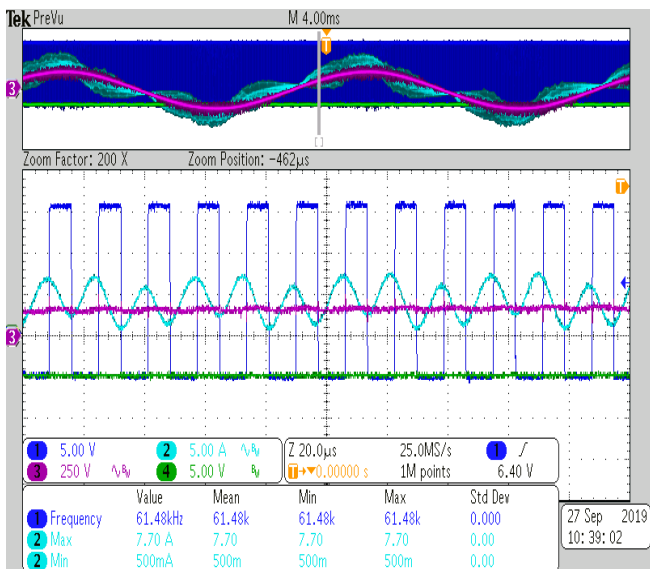 Tek PreVu M 4.00ms
T
3
Zoom Factor: 200 X Zoom Position: -462µs
T
3
1 5.00 V 2 5.00 A ∿ Bw Z 20.0µs 25.0MS/s 1 ∫
3 250 V ∿ Bw 4 5.00 V Bw T→▼0.00000 s 1M points 6.40 V
Value Mean Min Max Std Dev
1 Frequency 61.48kHz 61.48k 61.48k 61.48k 0.000
2 Max 7.70 A 7.70 7.70 7.70 0.00
2 Min 500mA 500m 500m 500m 0.00
27 Sep 2019
10: 39: 02